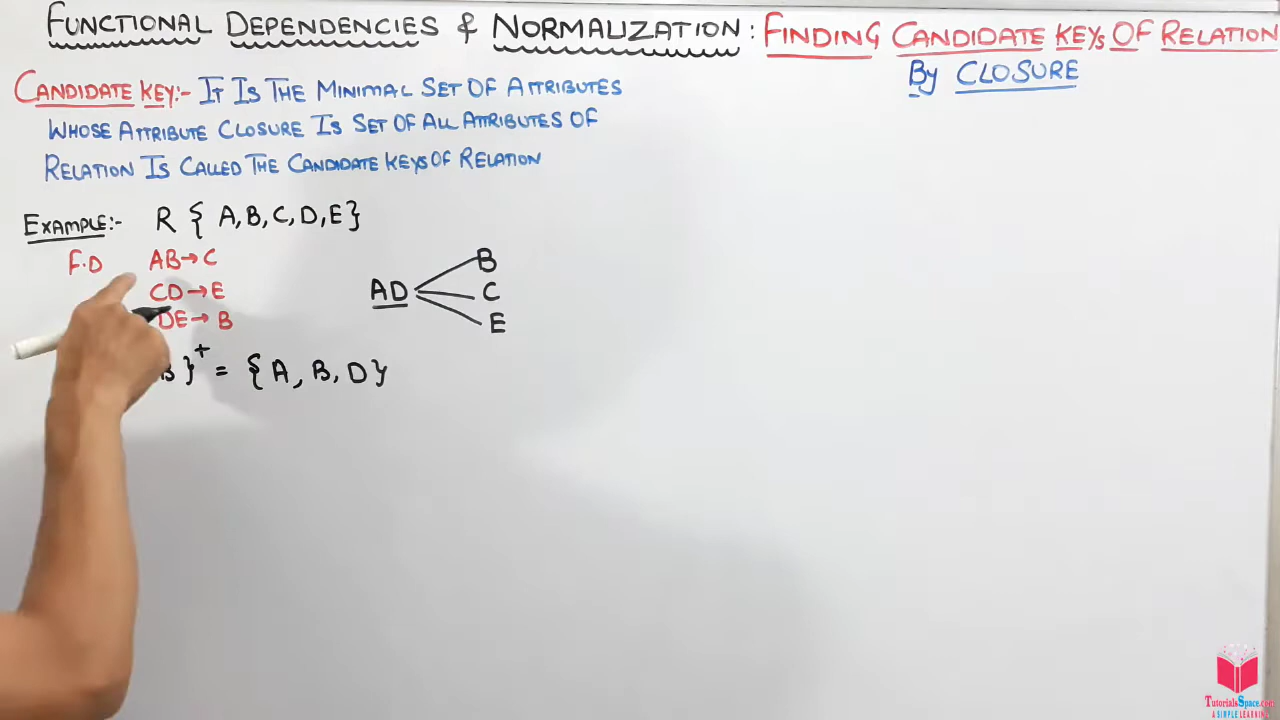 FUNCTIONAL DEPENDENCIES & NORMALIZATION : FINDING CANDIDATE KEYS OF RELATION
By CLOSURE
CANDIDATE KEY:- IT IS THE MINIMAL SET OF ATTRIBUTES
WHOSE ATTRIBUTE CLOSURE IS SET OF ALL ATTRIBUTES OF
RELATION IS CALLED THE CANDIDATE KEYS OF RELATION
EXAMPLE:- R { A, B, C, D, E }
F.D AB→C
CD→E
DE→B
AD
B
C
E
B }+ = { A, B, D }
TutorialsSpace.com
A SIMPLE LEARNING